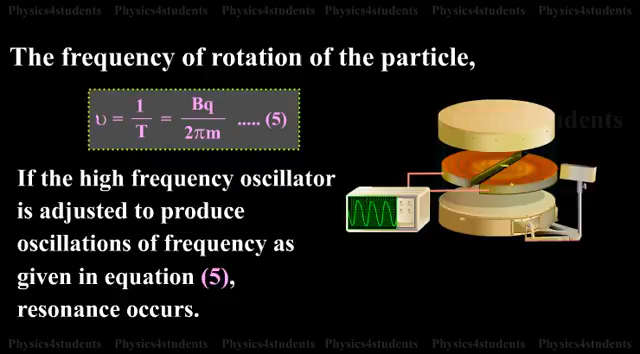 Physics4students Physics4students Physics4students Physics4students Physics4students Physics4students
The frequency of rotation of the particle,
υ = 1/T = Bq/2πm ..... (5)
If the high frequency oscillator
is adjusted to produce
oscillations of frequency as
given in equation (5),
resonance occurs.
Physics4students Physics4students Physics4students Physics4students Physics4students Physics4students